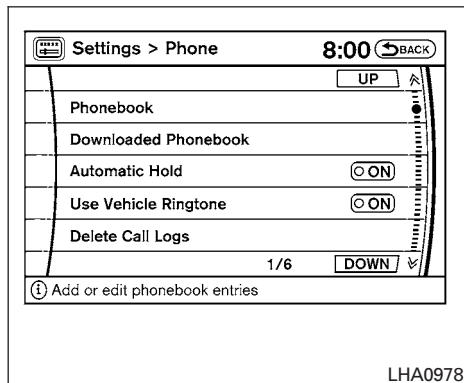 Settings > Phone 8:00 BACK
UP
Phonebook
Downloaded Phonebook
Automatic Hold ON
Use Vehicle Ringtone ON
Delete Call Logs
1/6 DOWN
i Add or edit phonebook entries
LHA0978